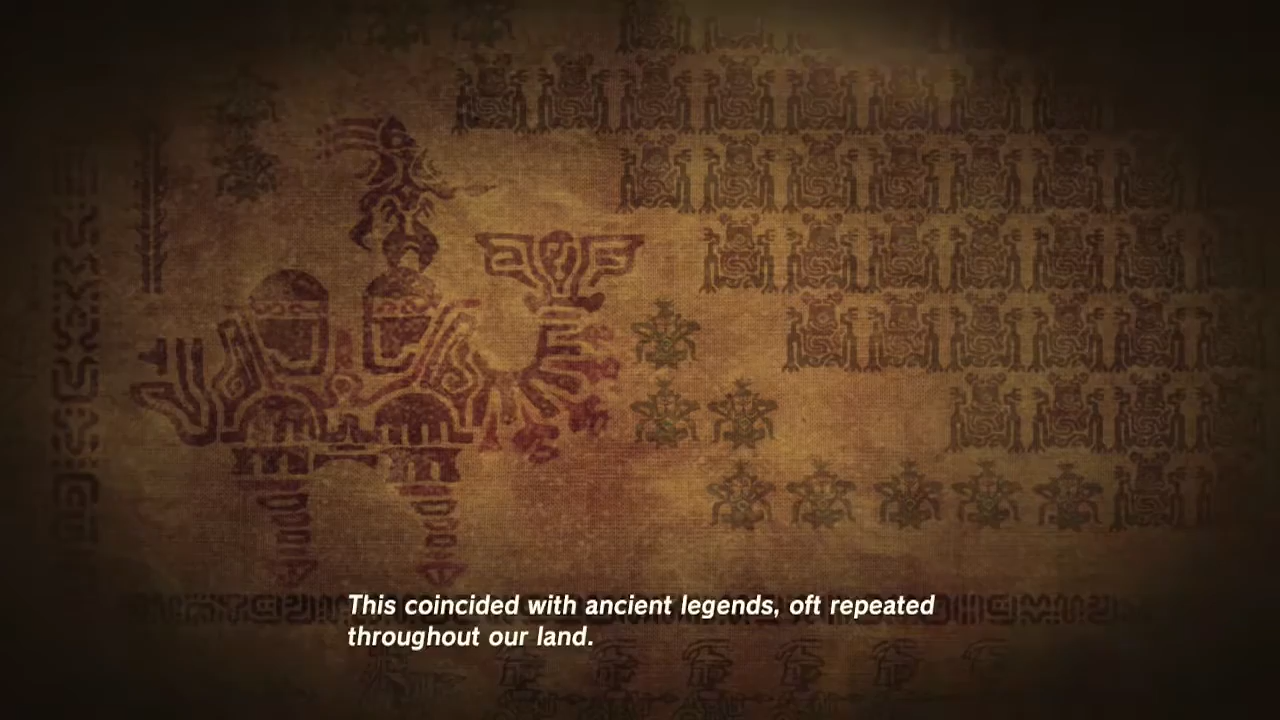 This coincided with ancient legends, oft repeated
throughout our land.